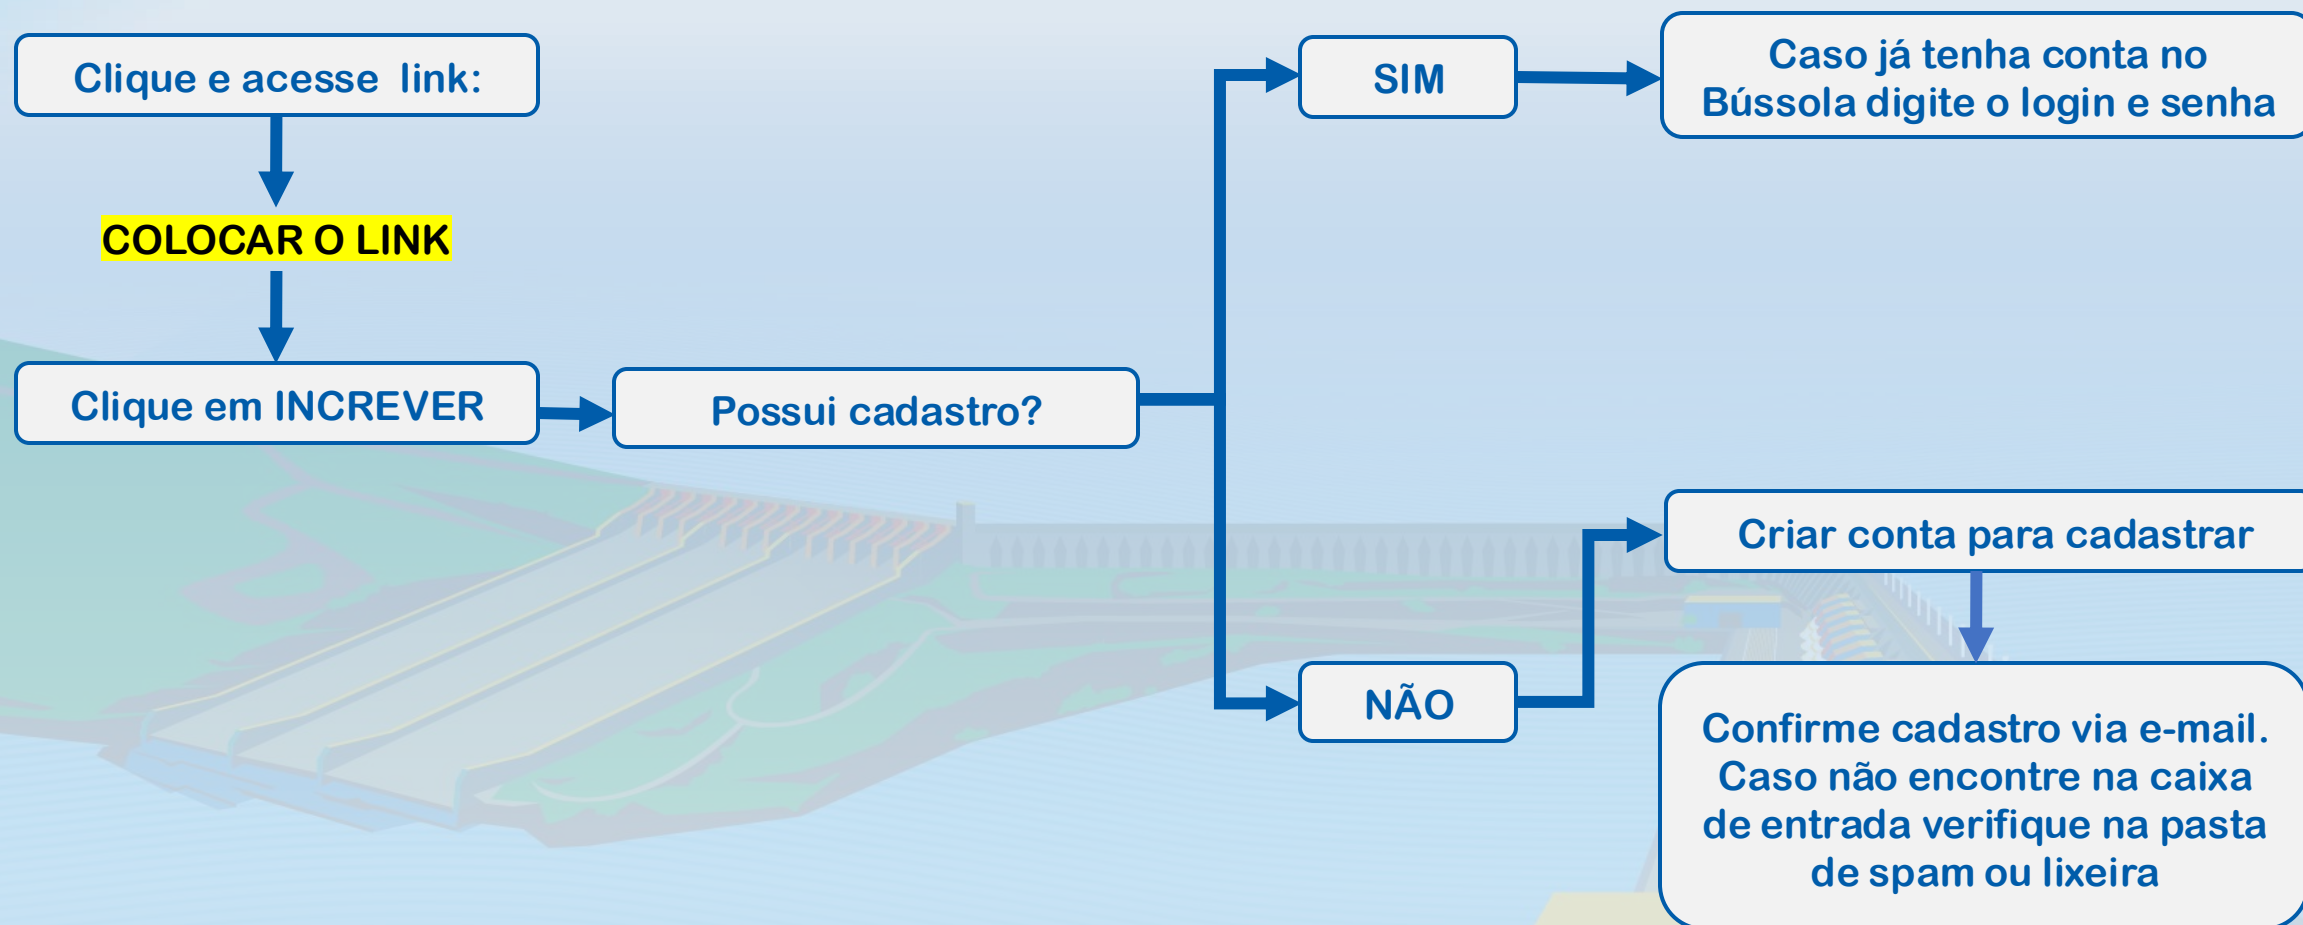 Clique e acesse link:
COLOCAR O LINK
Clique em INCREVER
Possui cadastro?
SIM
Caso já tenha conta no
Bússola digite o login e senha
NÃO
Criar conta para cadastrar
Confirme cadastro via e-mail.
Caso não encontre na caixa
de entrada verifique na pasta
de spam ou lixeira